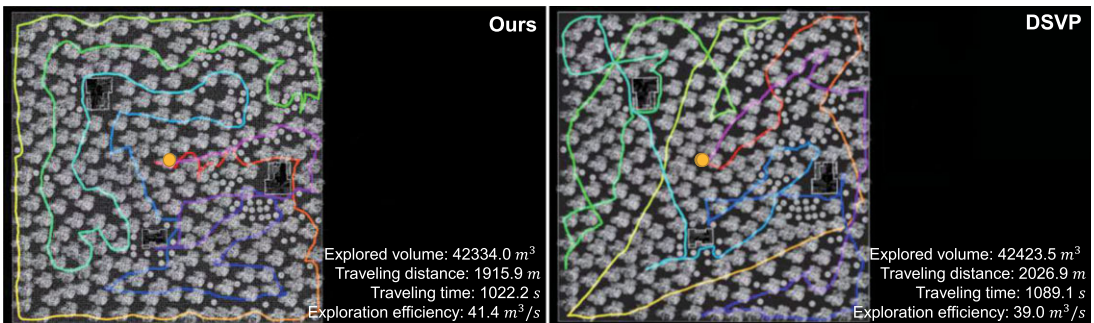 Ours
Explored volume: 42334.0 m³
Traveling distance: 1915.9 m
Traveling time: 1022.2 s
Exploration efficiency: 41.4 m³/s
DSVP
Explored volume: 42423.5 m³
Traveling distance: 2026.9 m
Traveling time: 1089.1 s
Exploration efficiency: 39.0 m³/s